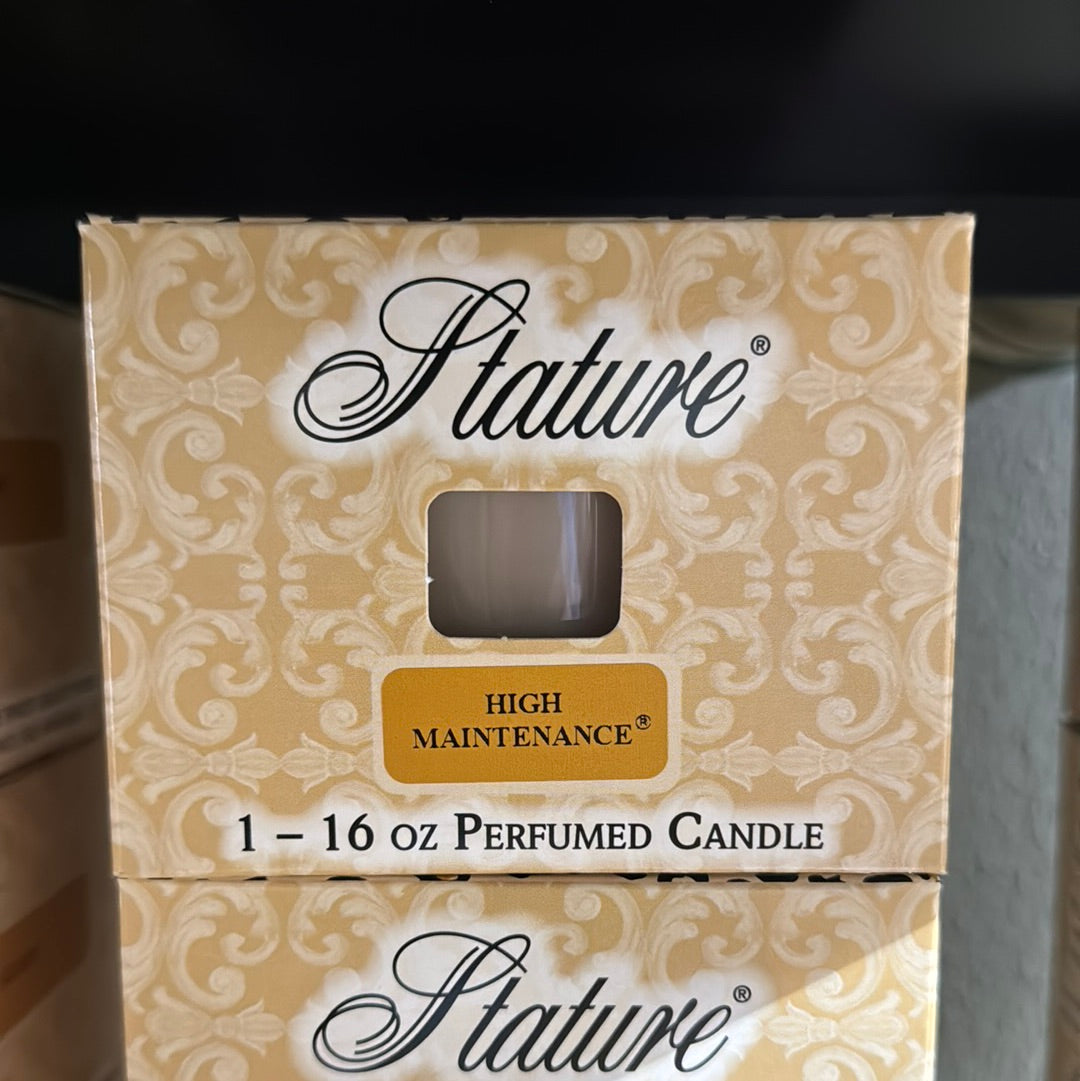 Stature®
HIGH
MAINTENANCE®
1 – 16 OZ PERFUMED CANDLE
Stature®